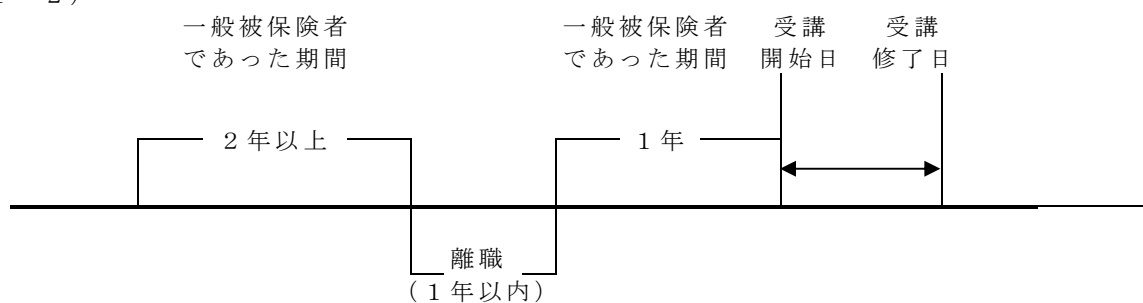 一般被保険者
であった期間
一般被保険者
であった期間
受講
開始日
受講
修了日
２年以上
１年
離職
（１年以内）